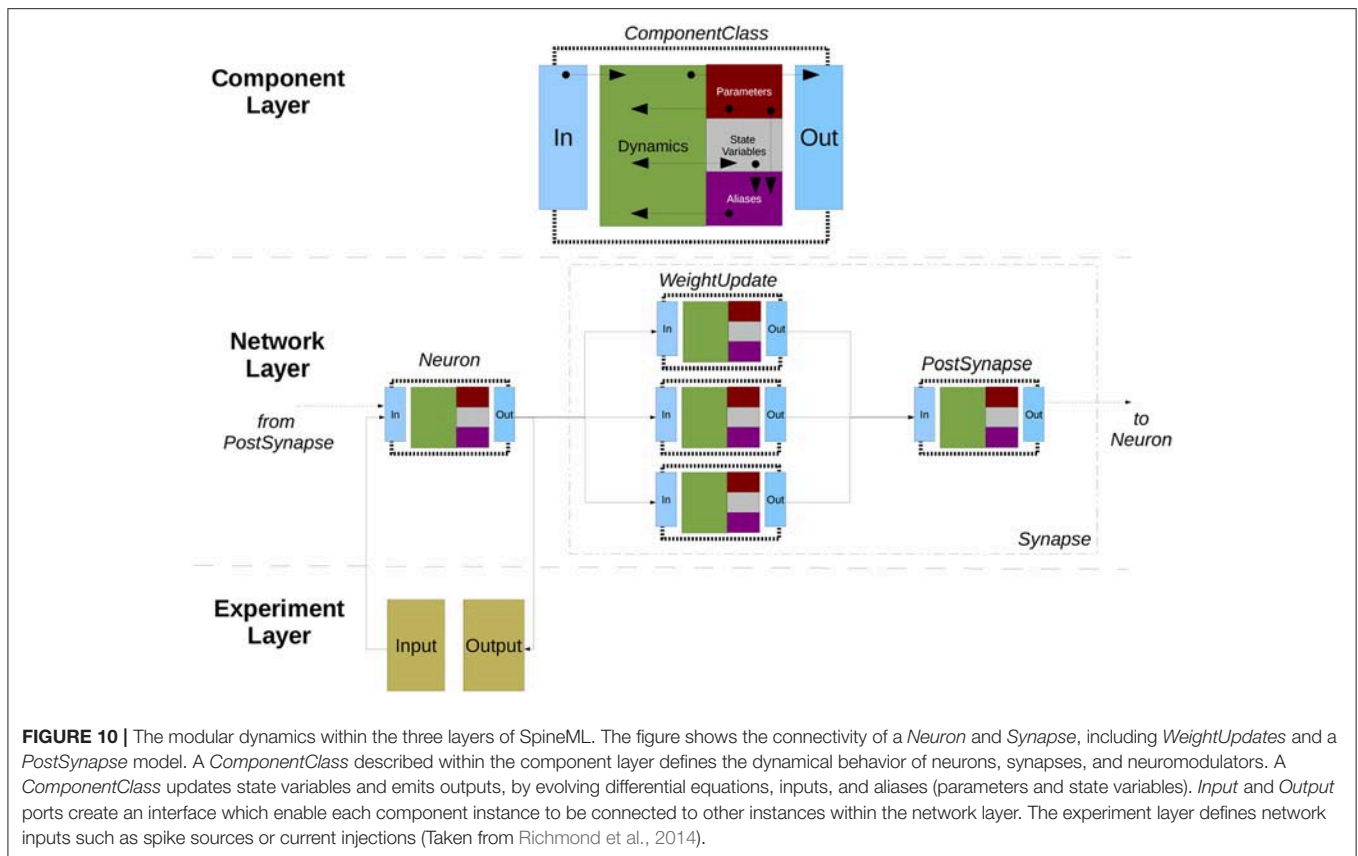 ComponentClass
Component
Layer
In
Dynamics
Parameters
State
Variables
Aliases
Out
Network
Layer
from
PostSynapse
Neuron
In
Out
WeightUpdate
In
Out
In
Out
In
Out
PostSynapse
In
Out
to
Neuron
Synapse
Experiment
Layer
Input
Output
FIGURE 10 | The modular dynamics within the three layers of SpineML. The figure shows the connectivity of a Neuron and Synapse, including WeightUpdates and a
PostSynapse model. A ComponentClass described within the component layer defines the dynamical behavior of neurons, synapses, and neuromodulators. A
ComponentClass updates state variables and emits outputs, by evolving differential equations, inputs, and aliases (parameters and state variables). Input and Output
ports create an interface which enable each component instance to be connected to other instances within the network layer. The experiment layer defines network
inputs such as spike sources or current injections (Taken from Richmond et al., 2014).